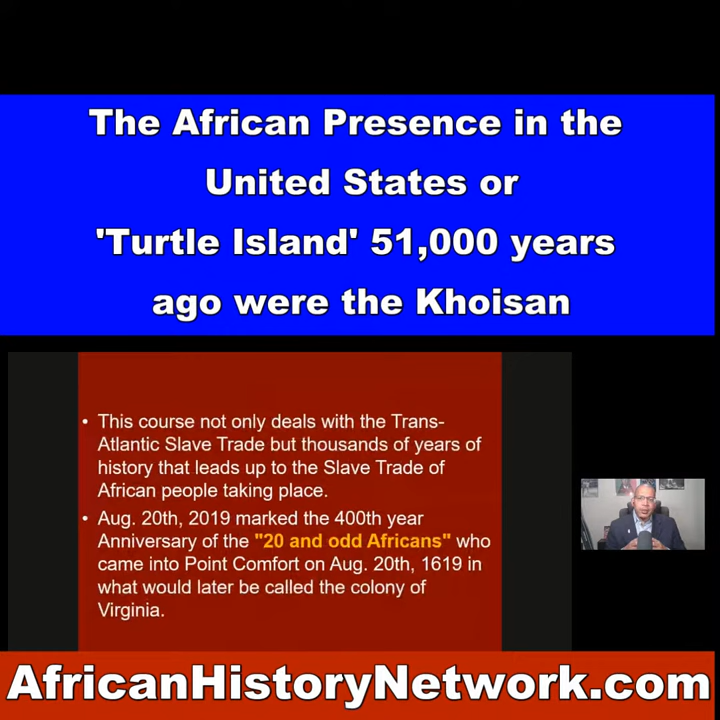 The African Presence in the
United States or
'Turtle Island' 51,000 years
ago were the Khoisan
• This course not only deals with the Trans-
Atlantic Slave Trade but thousands of years of
history that leads up to the Slave Trade of
African people taking place.
• Aug. 20th, 2019 marked the 400th year
Anniversary of the "20 and odd Africans" who
came into Point Comfort on Aug. 20th, 1619 in
what would later be called the colony of
Virginia.
AfricanHistoryNetwork.com